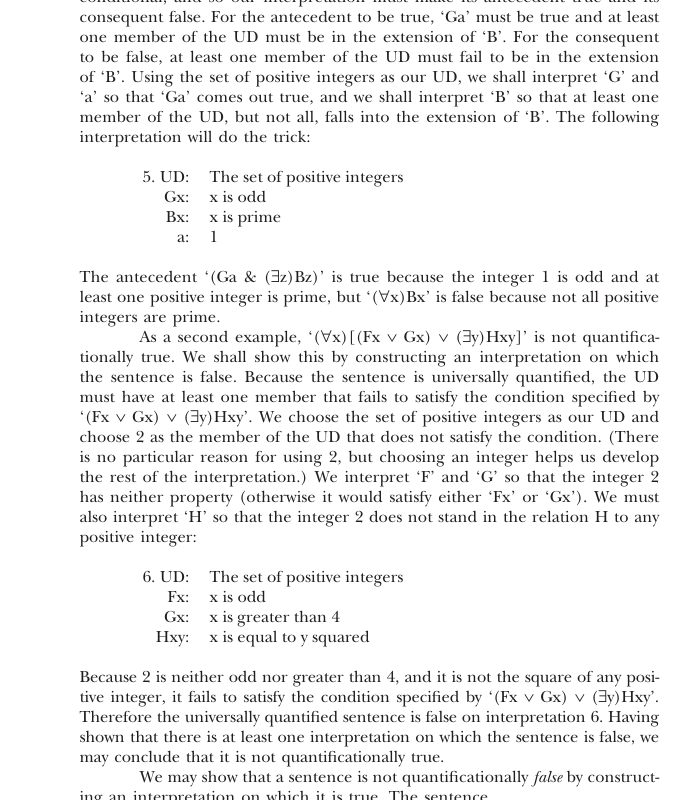 conditional, and so our interpretation must make its antecedent true and its
consequent false. For the antecedent to be true, ‘Ga’ must be true and at least
one member of the UD must be in the extension of ‘B’. For the consequent
to be false, at least one member of the UD must fail to be in the extension
of ‘B’. Using the set of positive integers as our UD, we shall interpret ‘G’ and
‘a’ so that ‘Ga’ comes out true, and we shall interpret ‘B’ so that at least one
member of the UD, but not all, falls into the extension of ‘B’. The following
interpretation will do the trick:
5. UD: The set of positive integers
Gx: x is odd
Bx: x is prime
a: 1
The antecedent ‘(Ga & (∃z)Bz)’ is true because the integer 1 is odd and at
least one positive integer is prime, but ‘(∀x)Bx’ is false because not all positive
integers are prime.
As a second example, ‘(∀x)[(Fx ∨ Gx) ∨ (∃y)Hxy]’ is not quantifica-
tionally true. We shall show this by constructing an interpretation on which
the sentence is false. Because the sentence is universally quantified, the UD
must have at least one member that fails to satisfy the condition specified by
‘(Fx ∨ Gx) ∨ (∃y)Hxy’. We choose the set of positive integers as our UD and
choose 2 as the member of the UD that does not satisfy the condition. (There
is no particular reason for using 2, but choosing an integer helps us develop
the rest of the interpretation.) We interpret ‘F’ and ‘G’ so that the integer 2
has neither property (otherwise it would satisfy either ‘Fx’ or ‘Gx’). We must
also interpret ‘H’ so that the integer 2 does not stand in the relation H to any
positive integer:
6. UD: The set of positive integers
Fx: x is odd
Gx: x is greater than 4
Hxy: x is equal to y squared
Because 2 is neither odd nor greater than 4, and it is not the square of any posi-
tive integer, it fails to satisfy the condition specified by ‘(Fx ∨ Gx) ∨ (∃y)Hxy’.
Therefore the universally quantified sentence is false on interpretation 6. Having
shown that there is at least one interpretation on which the sentence is false, we
may conclude that it is not quantificationally true.
We may show that a sentence is not quantificationally false by construct-
ing an interpretation on which it is true. The sentence